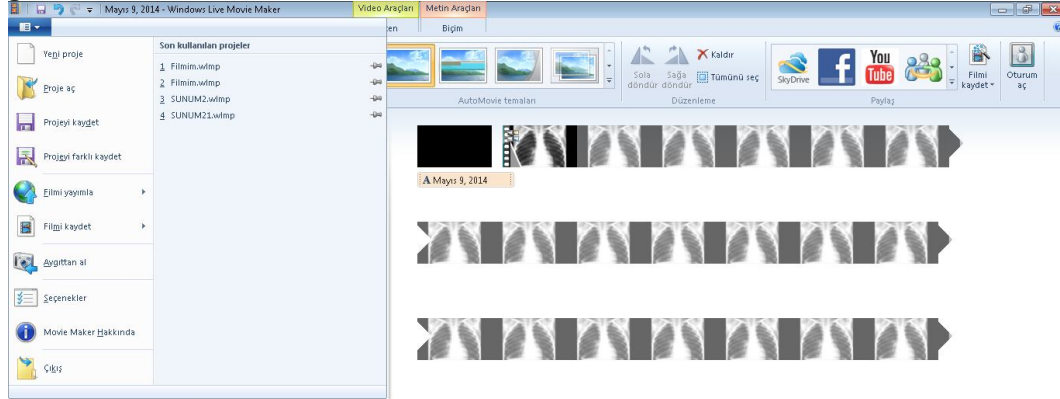 Mayıs 9, 2014 - Windows Live Movie Maker
Video Araçları
Metin Araçları
Biçim
Yeni proje
Proje aç
Projeyi kaydet
Projeyi farklı kaydet
Filmi yayımla
Filmi kaydet
Aygıttan al
Seçenekler
Movie Maker Hakkında
Çıkış
Son kullanılan projeler
1 Filmim.wlmp
2 Filmim.wlmp
3 SUNUM2.wlmp
4 SUNUM21.wlmp
AutoMovie temaları
Sola döndür
Sağa döndür
Kaldır
Tümünü seç
Düzenleme
SkyDrive
f
You
Tube
Paylaş
Filmi
kaydet
Oturum
aç
A Mayıs 9, 2014